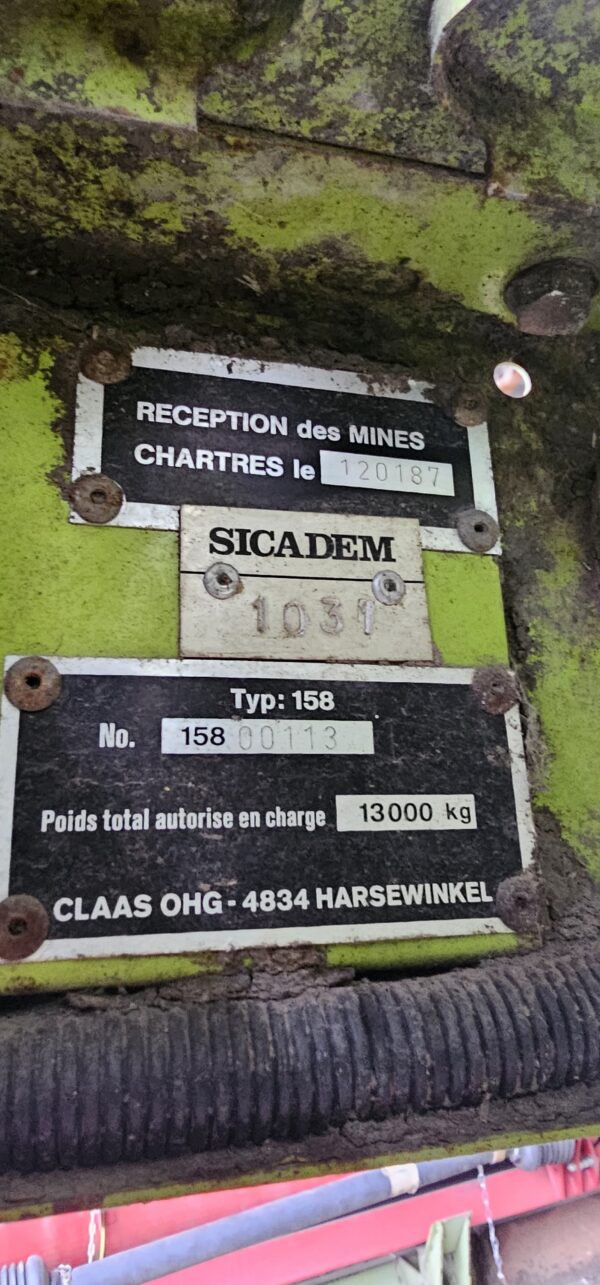 RECEPTION des MINES
CHARTRES le 120187
SICADEM
1031
Typ: 158
No. 158 00113
Poids total autorise en charge 13000 kg
CLAAS OHG - 4834 HARSEWINKEL